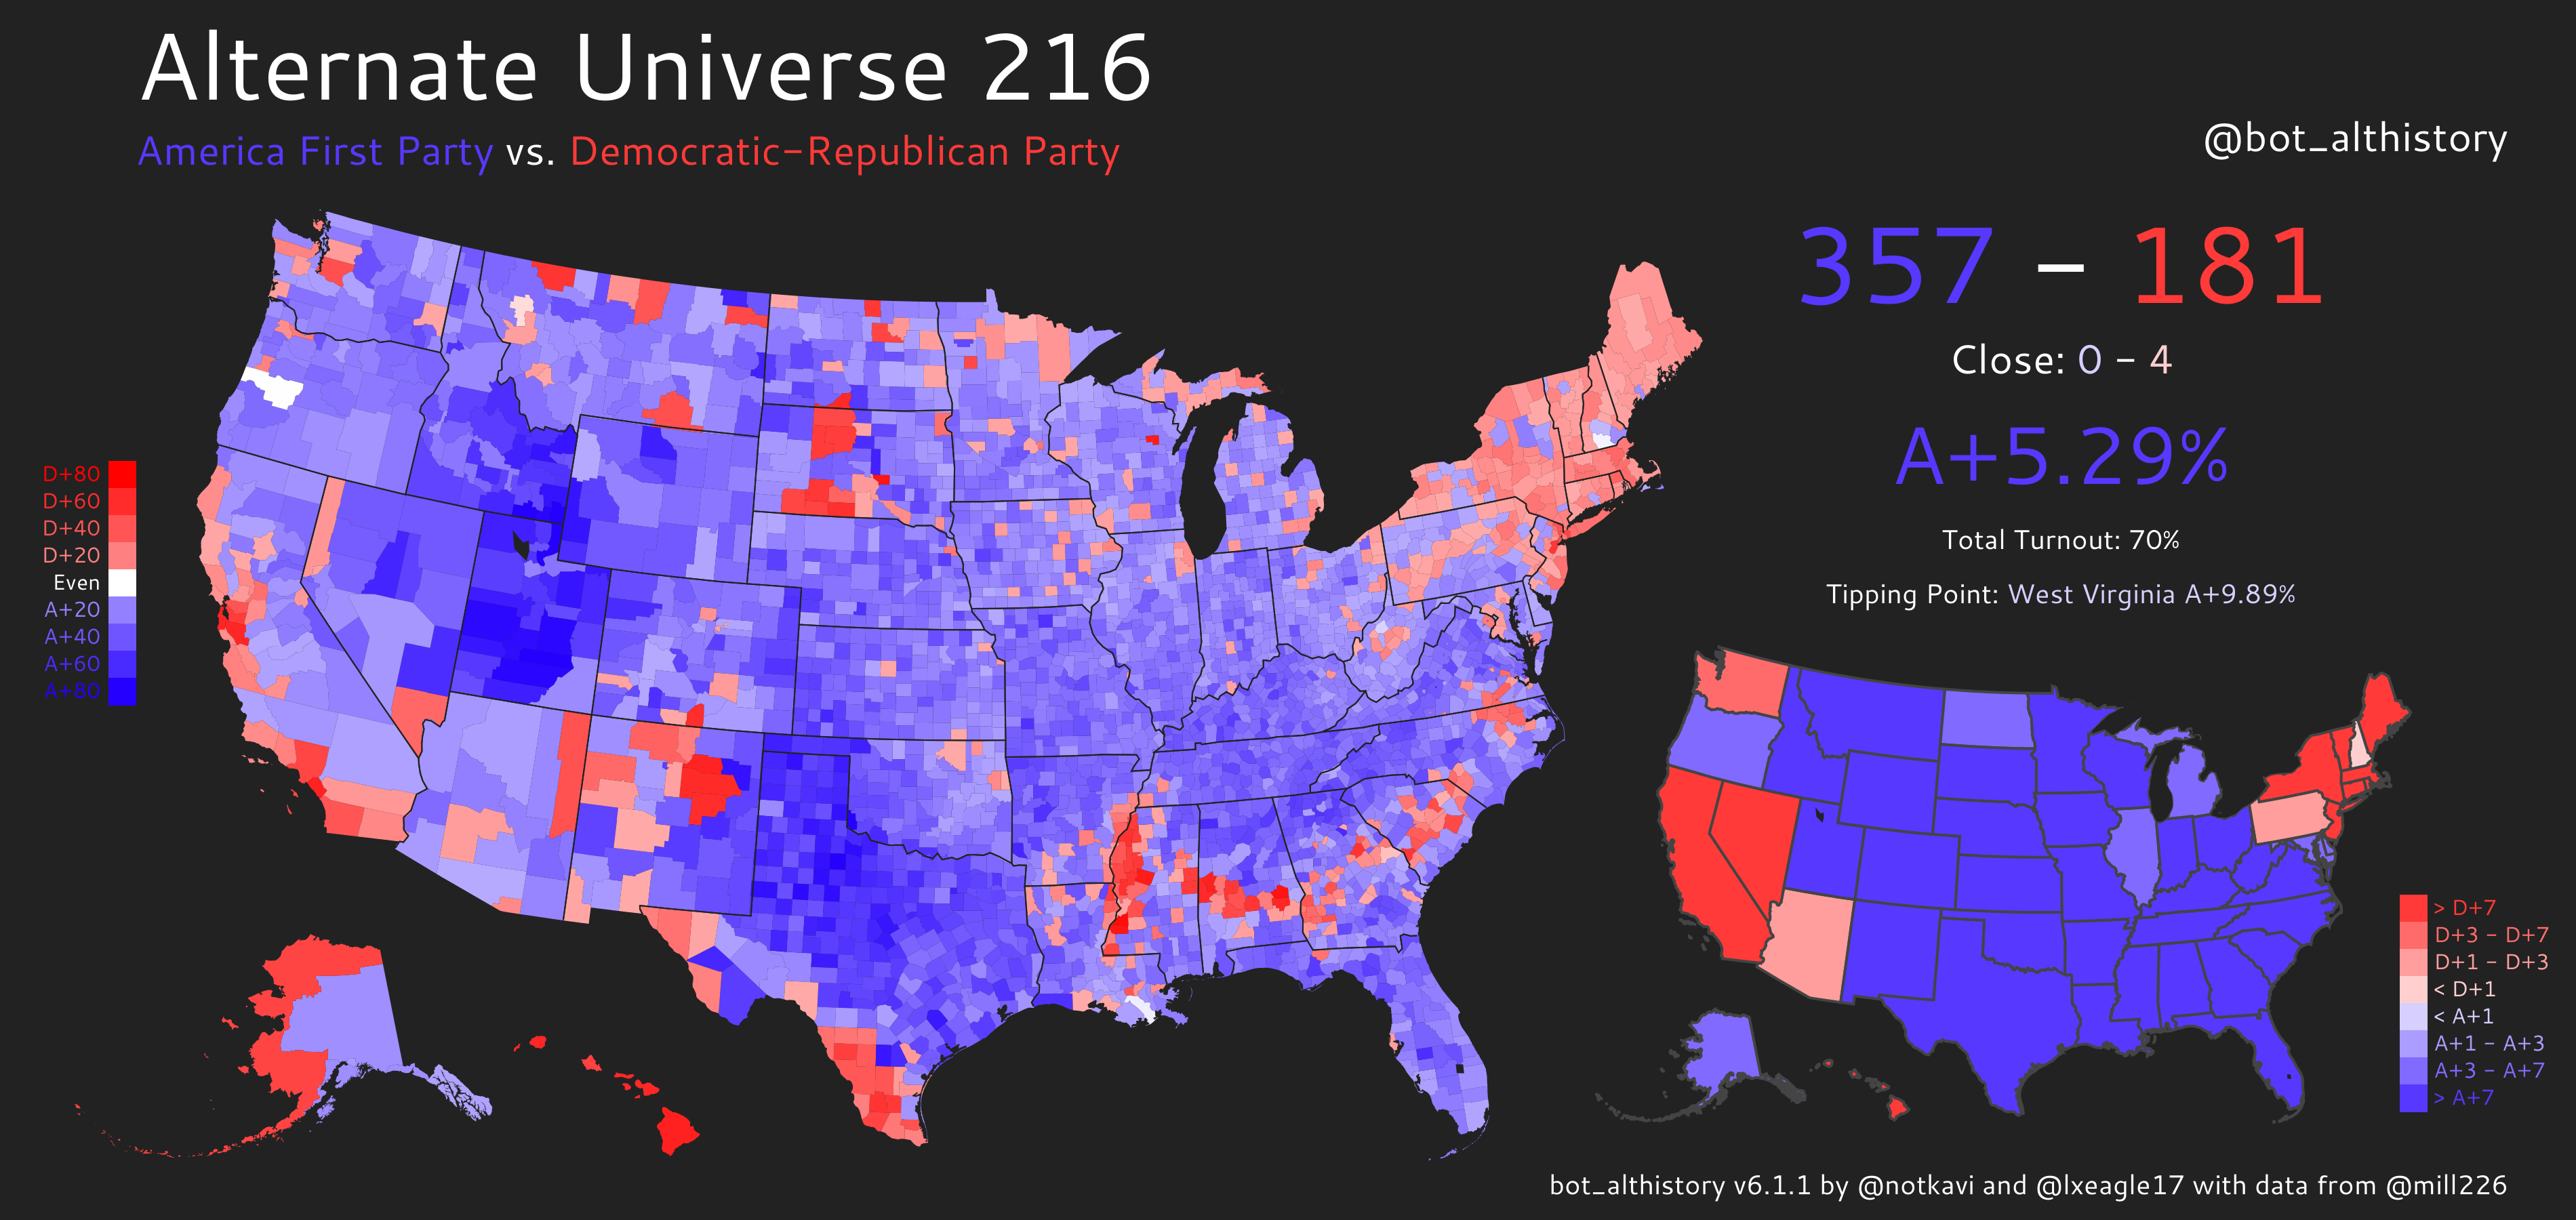 Alternate Universe 216
America First Party vs. Democratic-Republican Party
@bot_althistory
357 – 181
Close: 0 – 4
A+5.29%
Total Turnout: 70%
Tipping Point: West Virginia A+9.89%
D+80
D+60
D+40
D+20
Even
A+20
A+40
A+60
A+80
> D+7
D+3 – D+7
D+1 – D+3
< D+1
< A+1
A+1 – A+3
A+3 – A+7
> A+7
bot_althistory v6.1.1 by @notkavi and @lxeagle17 with data from @mill226